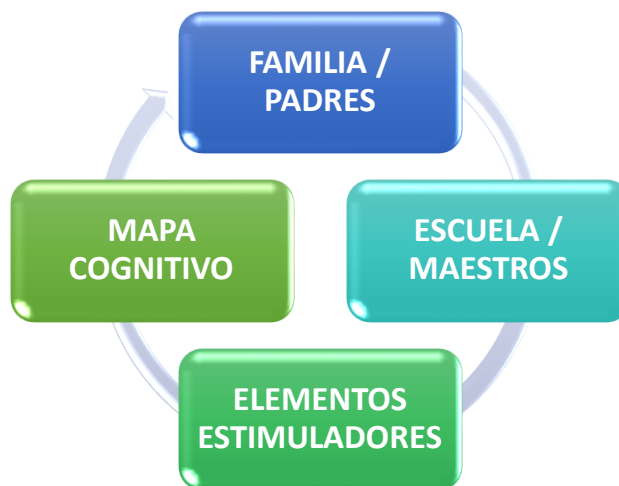 FAMILIA /
PADRES
ESCUELA /
MAESTROS
ELEMENTOS
ESTIMULADORES
MAPA
COGNITIVO